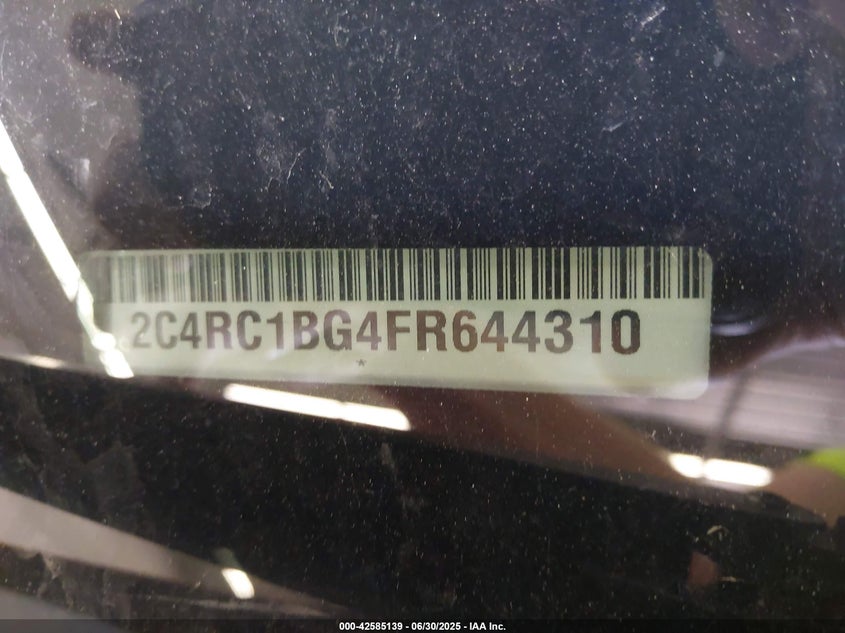 2C4RC1BG4FR644310
*
000-42585139 - 06/30/2025 - IAA Inc.